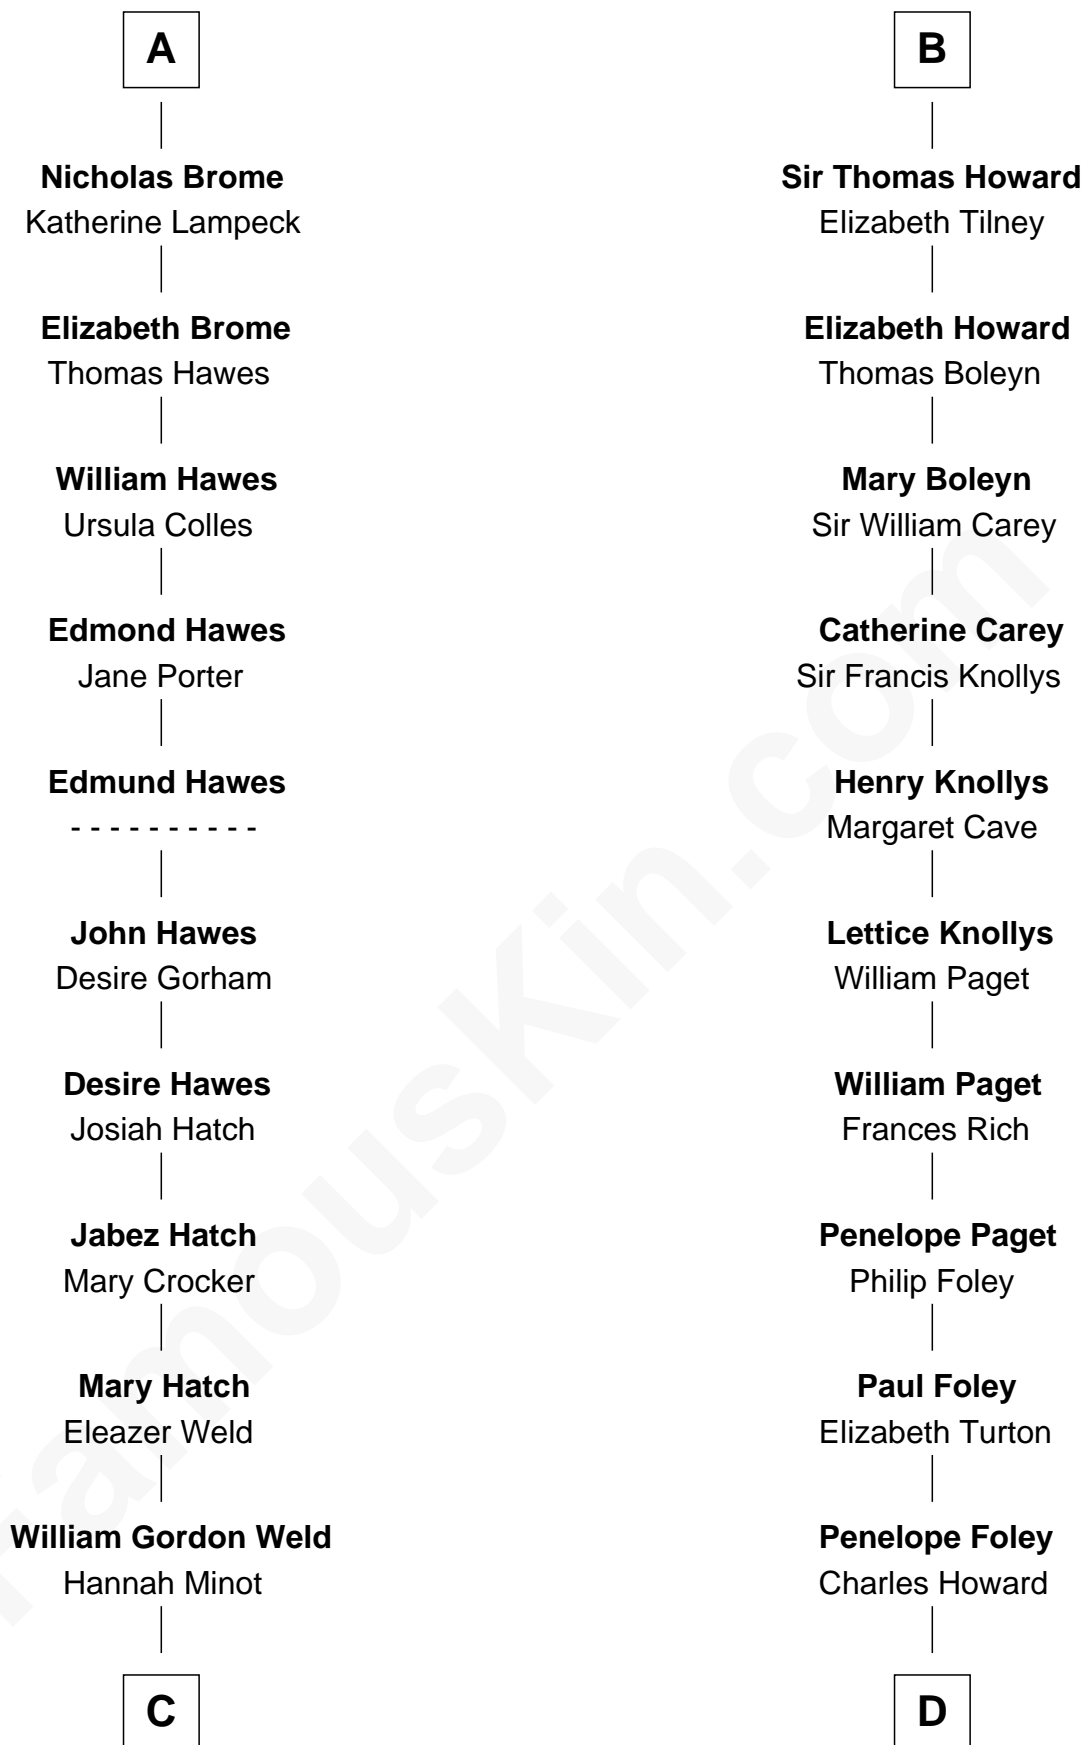 A
Nicholas Brome
Katherine Lampeck
Elizabeth Brome
Thomas Hawes
William Hawes
Ursula Colles
Edmond Hawes
Jane Porter
Edmund Hawes
- - - - - - - - - -
John Hawes
Desire Gorham
Desire Hawes
Josiah Hatch
Jabez Hatch
Mary Crocker
Mary Hatch
Eleazer Weld
William Gordon Weld
Hannah Minot
C
B
Sir Thomas Howard
Elizabeth Tilney
Elizabeth Howard
Thomas Boleyn
Mary Boleyn
Sir William Carey
Catherine Carey
Sir Francis Knollys
Henry Knollys
Margaret Cave
Lettice Knollys
William Paget
William Paget
Frances Rich
Penelope Paget
Philip Foley
Paul Foley
Elizabeth Turton
Penelope Foley
Charles Howard
D
FamousKin.com